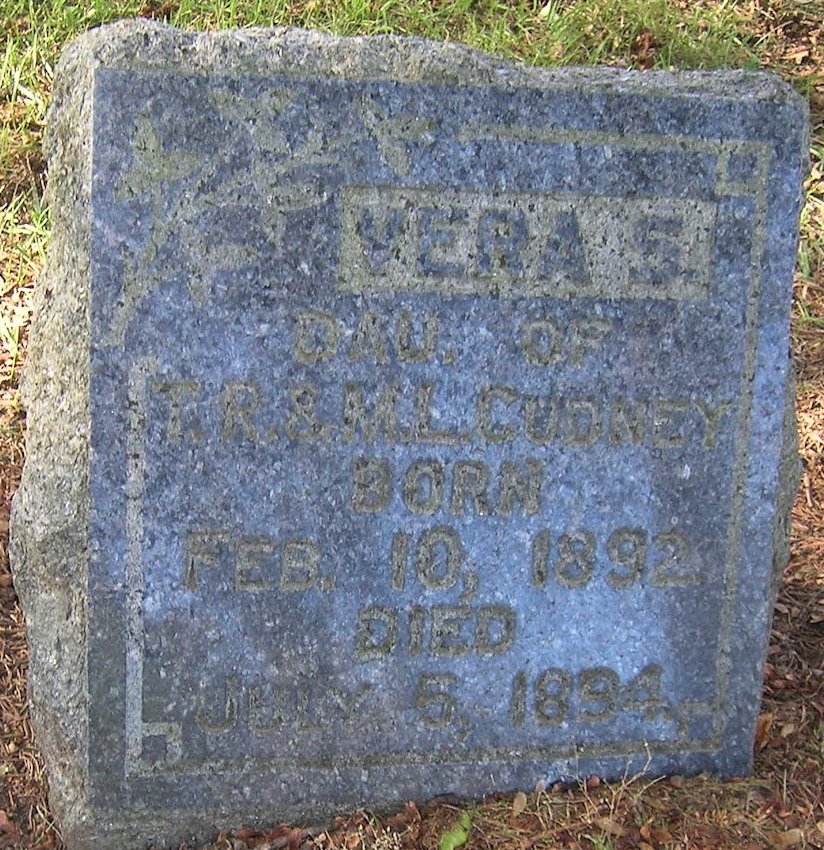 VERA S.
DAU. OF
T.R.&M.L.CUDNEY
BORN
FEB. 10, 1892.
DIED
JULY 5, 1894.